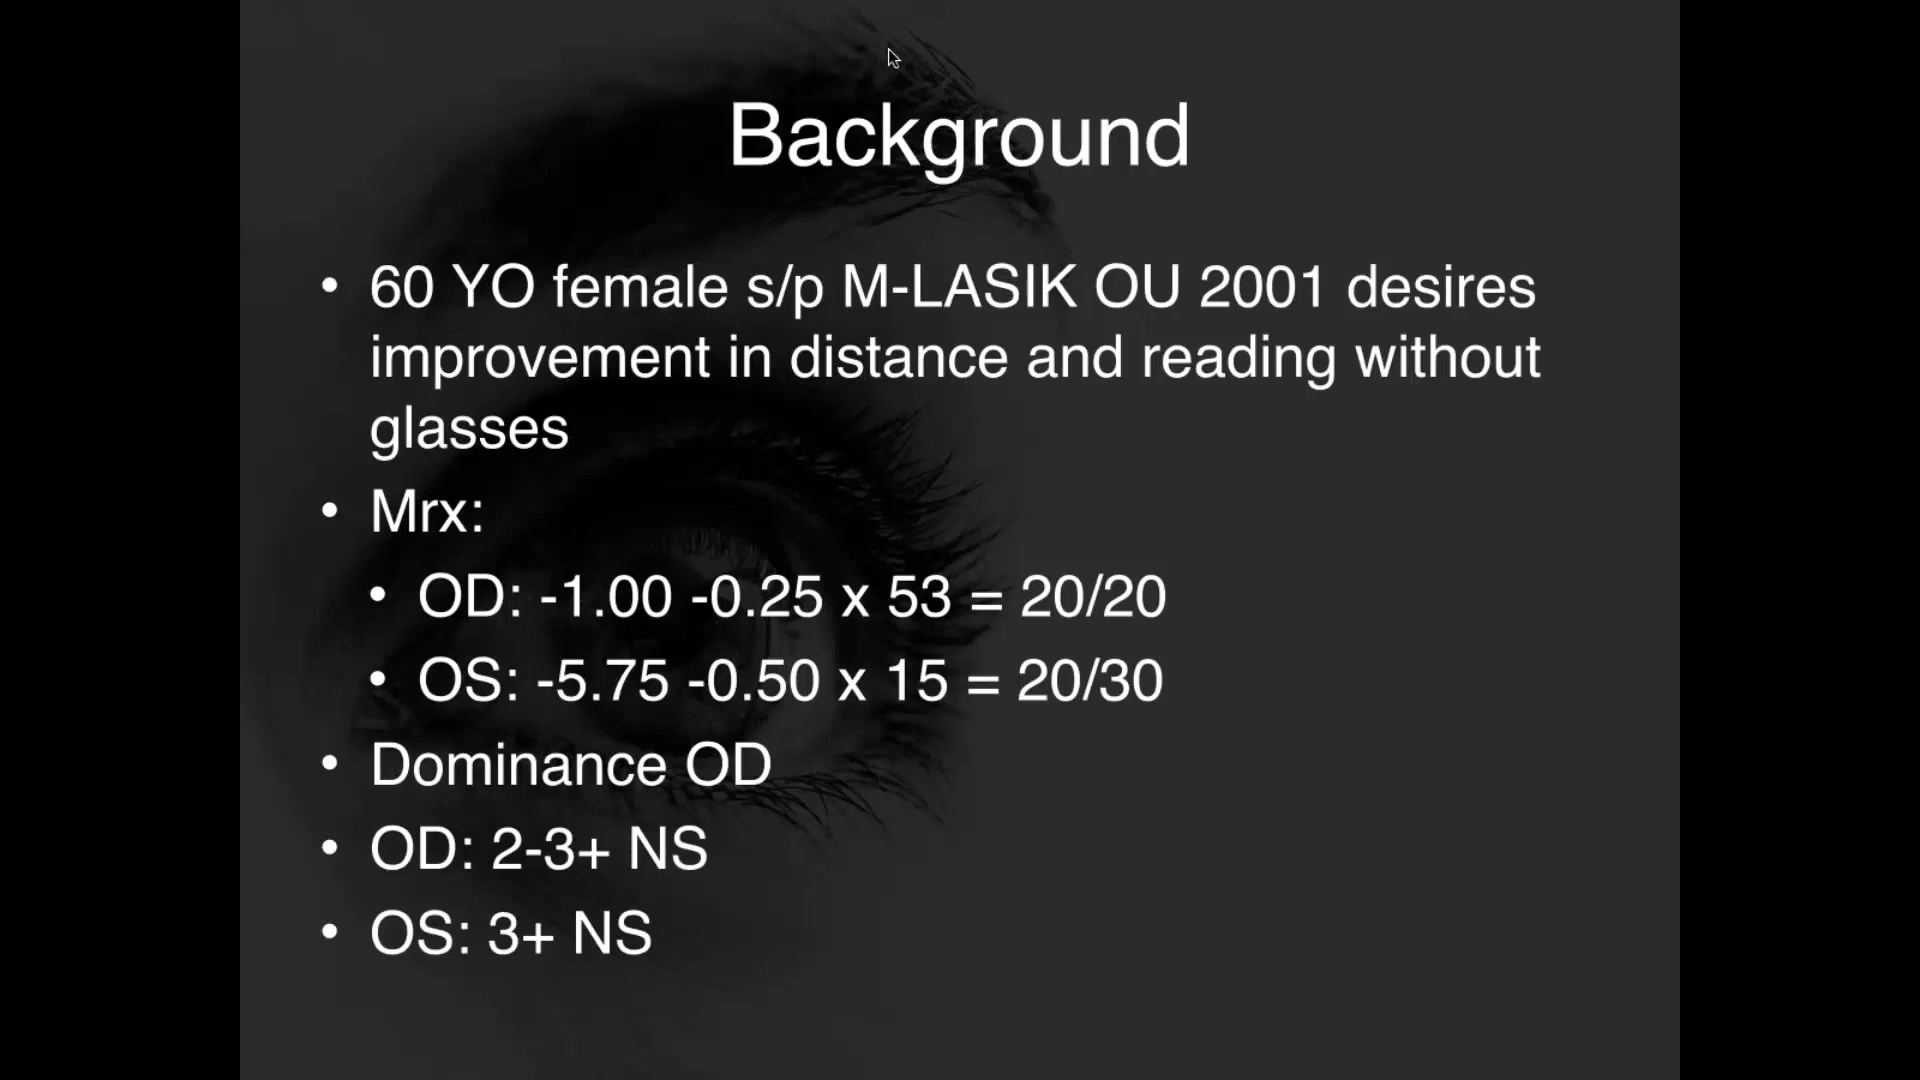 Background
• 60 YO female s/p M-LASIK OU 2001 desires
improvement in distance and reading without
glasses
• Mrx:
• OD: -1.00 -0.25 x 53 = 20/20
• OS: -5.75 -0.50 x 15 = 20/30
• Dominance OD
• OD: 2-3+ NS
• OS: 3+ NS